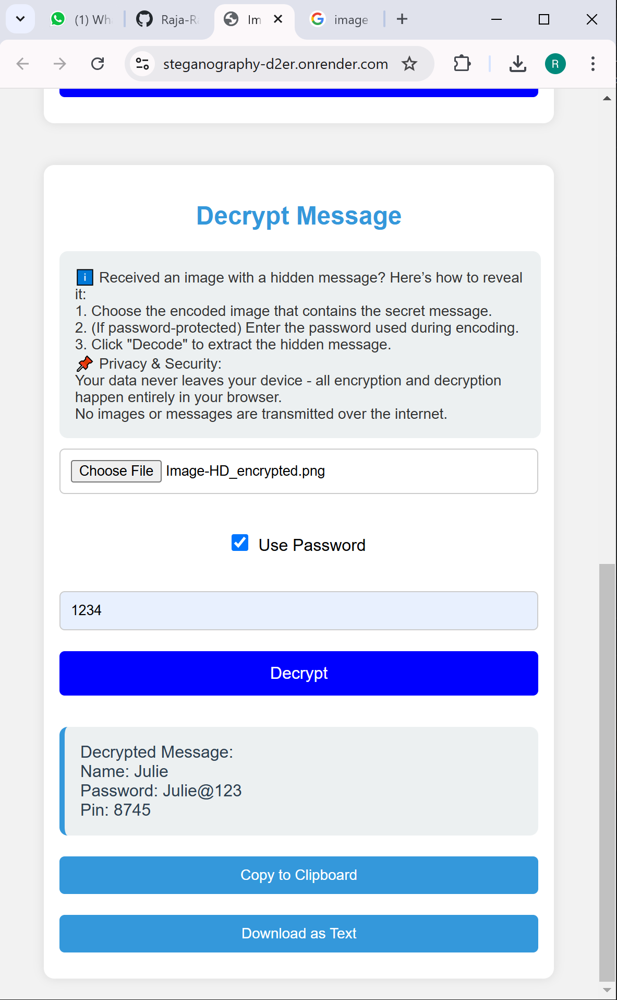 (1) Wha
Raja-Ra
Im
image
steganography-d2er.onrender.com
R
Decrypt Message
ℹ️ Received an image with a hidden message? Here’s how to reveal
it:
1. Choose the encoded image that contains the secret message.
2. (If password-protected) Enter the password used during encoding.
3. Click "Decode" to extract the hidden message.
📌 Privacy & Security:
Your data never leaves your device - all encryption and decryption
happen entirely in your browser.
No images or messages are transmitted over the internet.
Choose File Image-HD_encrypted.png
Use Password
1234
Decrypt
Decrypted Message:
Name: Julie
Password: Julie@123
Pin: 8745
Copy to Clipboard
Download as Text